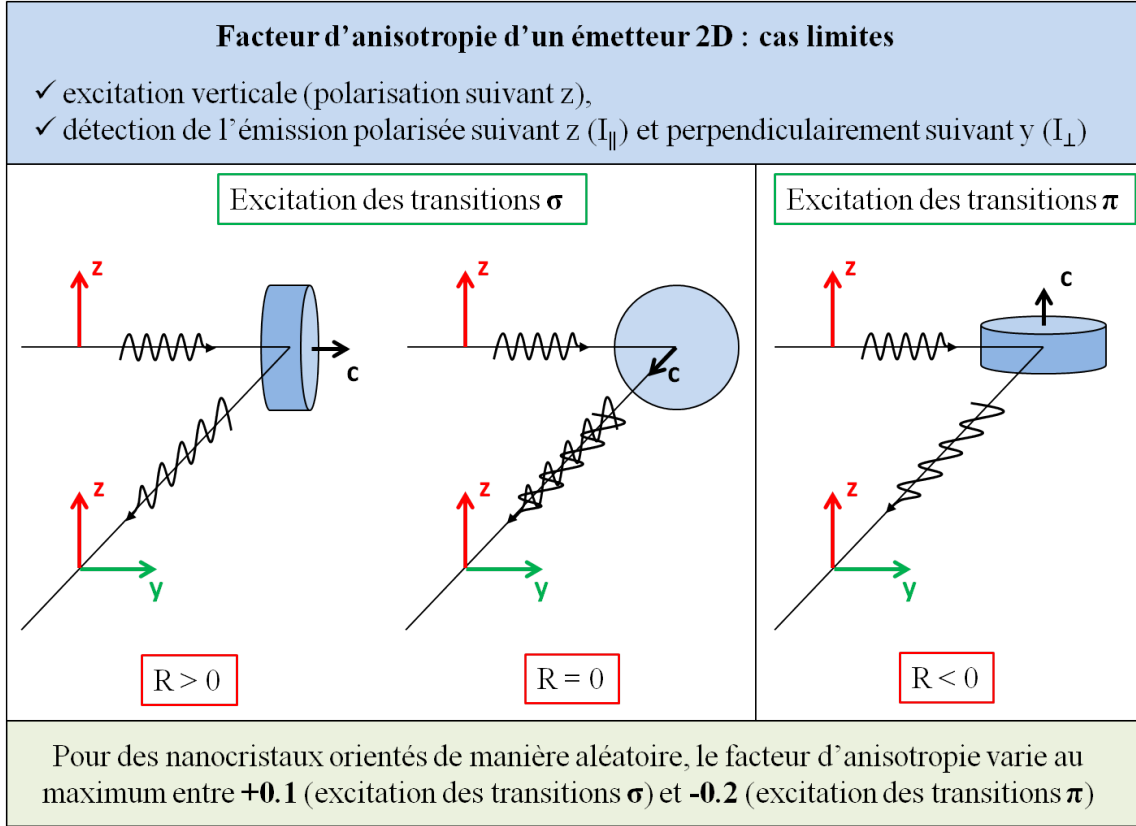 Facteur d’anisotropie d’un émetteur 2D : cas limites
✓ excitation verticale (polarisation suivant z),
✓ détection de l’émission polarisée suivant z (I∥) et perpendiculairement suivant y (I⊥)
Excitation des transitions σ
Excitation des transitions π
z
c
z
y
R > 0
z
c
z
y
R = 0
z
c
z
y
R < 0
Pour des nanocristaux orientés de manière aléatoire, le facteur d’anisotropie varie au
maximum entre +0.1 (excitation des transitions σ) et -0.2 (excitation des transitions π)